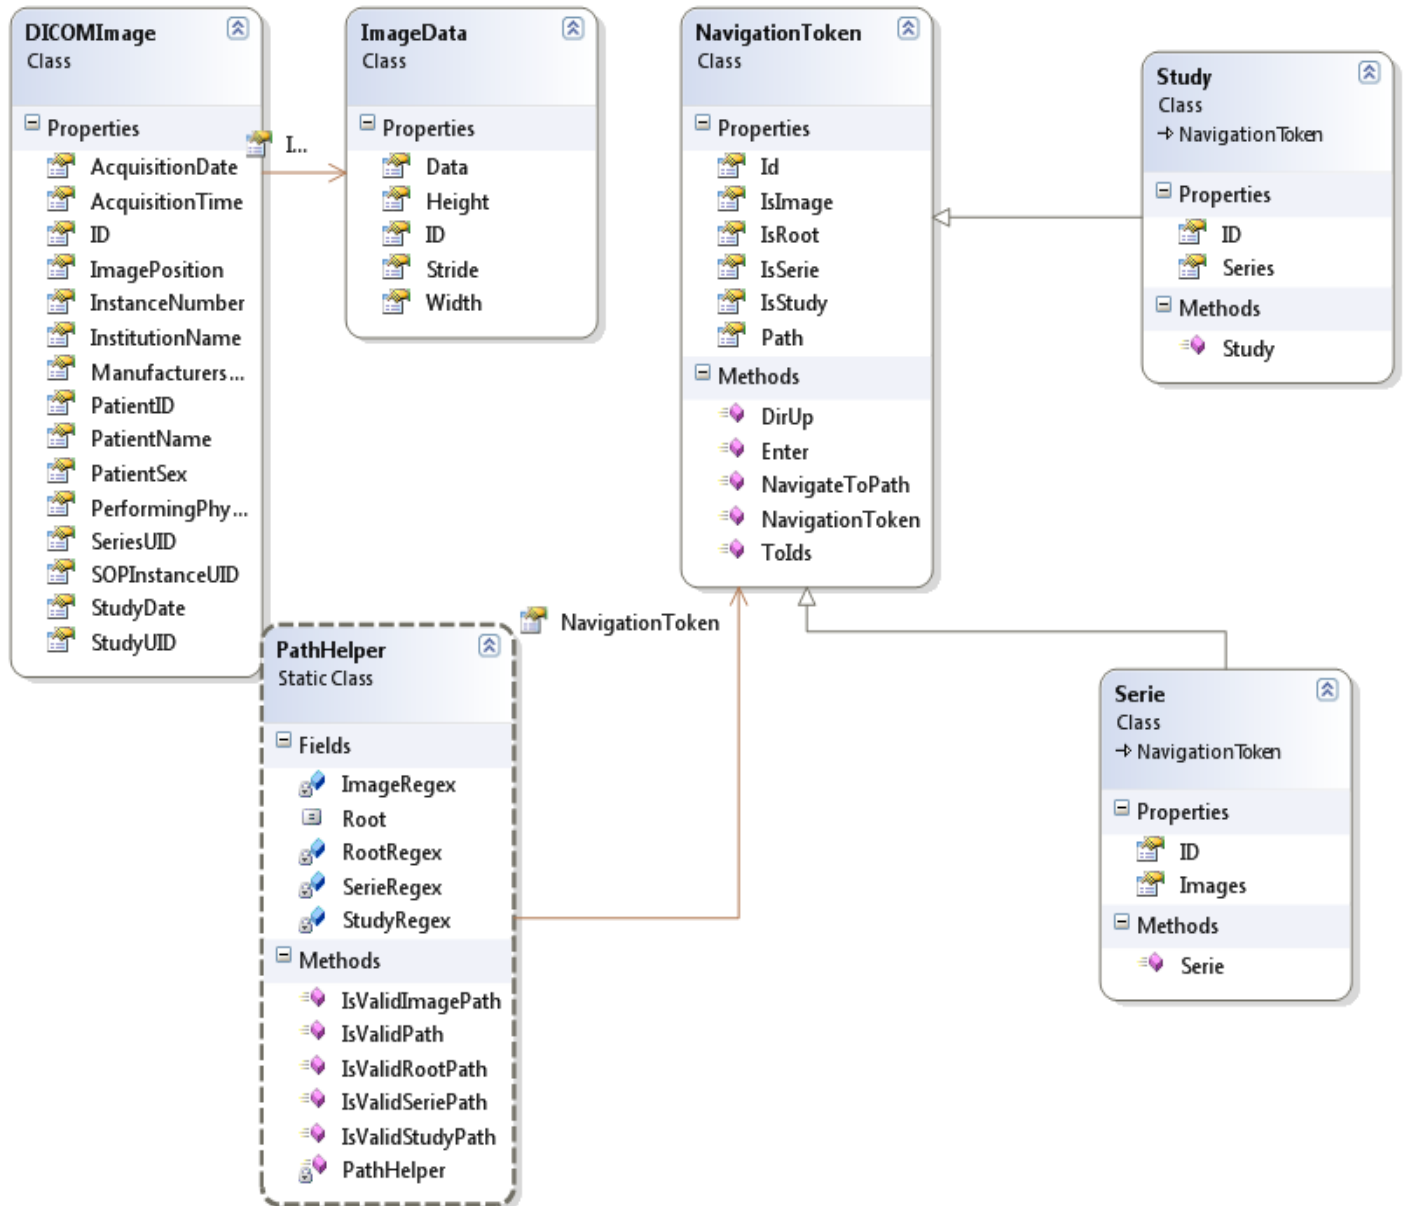 DICOMImage
Class
Properties
AcquisitionDate
AcquisitionTime
ID
ImagePosition
InstanceNumber
InstitutionName
Manufacturers...
PatientID
PatientName
PatientSex
PerformingPhy...
SeriesUID
SOPInstanceUID
StudyDate
StudyUID
I...
ImageData
Class
Properties
Data
Height
ID
Stride
Width
NavigationToken
Class
Properties
Id
IsImage
IsRoot
IsSerie
IsStudy
Path
Methods
DirUp
Enter
NavigateToPath
NavigationToken
ToIds
Study
Class
NavigationToken
Properties
ID
Series
Methods
Study
NavigationToken
PathHelper
Static Class
Fields
ImageRegex
Root
RootRegex
SerieRegex
StudyRegex
Methods
IsValidImagePath
IsValidPath
IsValidRootPath
IsValidSeriePath
IsValidStudyPath
PathHelper
Serie
Class
NavigationToken
Properties
ID
Images
Methods
Serie